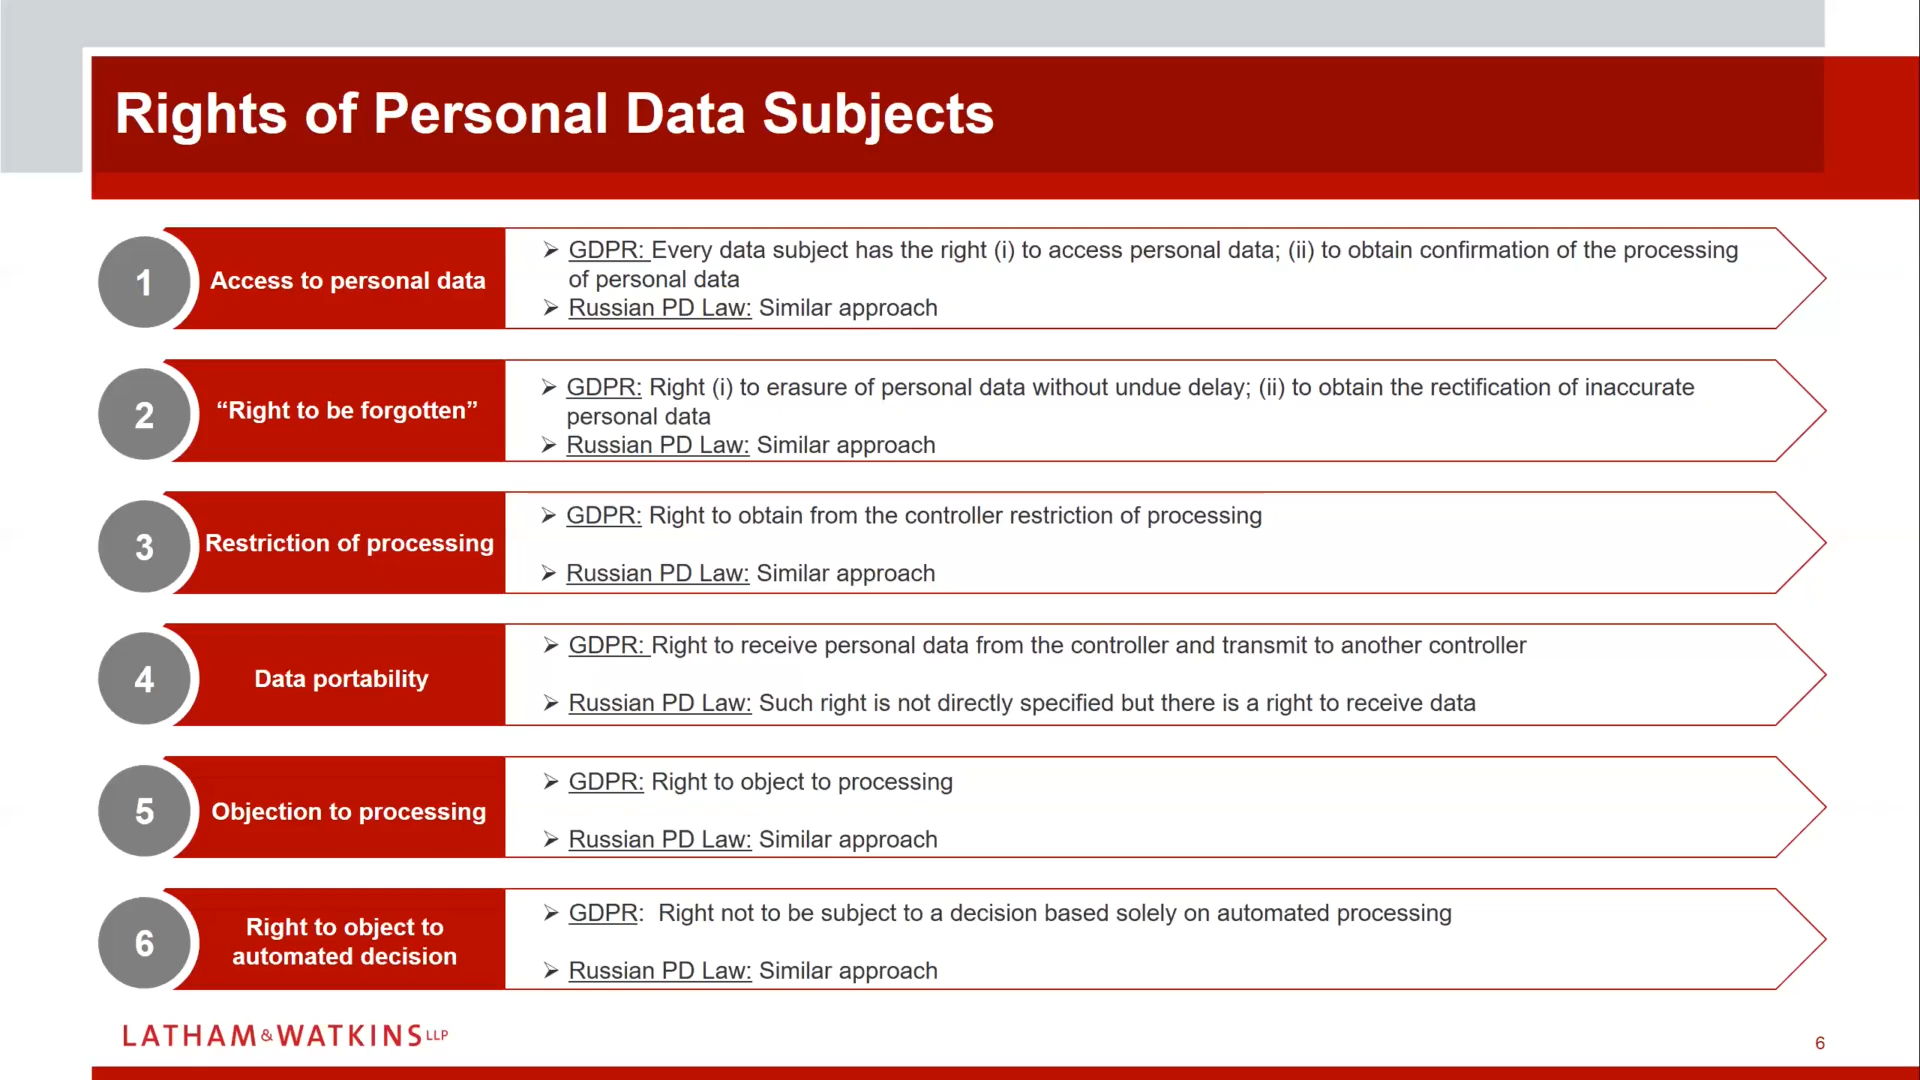 Rights of Personal Data Subjects
1
Access to personal data
➢ GDPR: Every data subject has the right (i) to access personal data; (ii) to obtain confirmation of the processing
of personal data
➢ Russian PD Law: Similar approach
2
“Right to be forgotten”
➢ GDPR: Right (i) to erasure of personal data without undue delay; (ii) to obtain the rectification of inaccurate
personal data
➢ Russian PD Law: Similar approach
3
Restriction of processing
➢ GDPR: Right to obtain from the controller restriction of processing
➢ Russian PD Law: Similar approach
4
Data portability
➢ GDPR: Right to receive personal data from the controller and transmit to another controller
➢ Russian PD Law: Such right is not directly specified but there is a right to receive data
5
Objection to processing
➢ GDPR: Right to object to processing
➢ Russian PD Law: Similar approach
6
Right to object to
automated decision
➢ GDPR: Right not to be subject to a decision based solely on automated processing
➢ Russian PD Law: Similar approach
LATHAM&WATKINS LLP
6